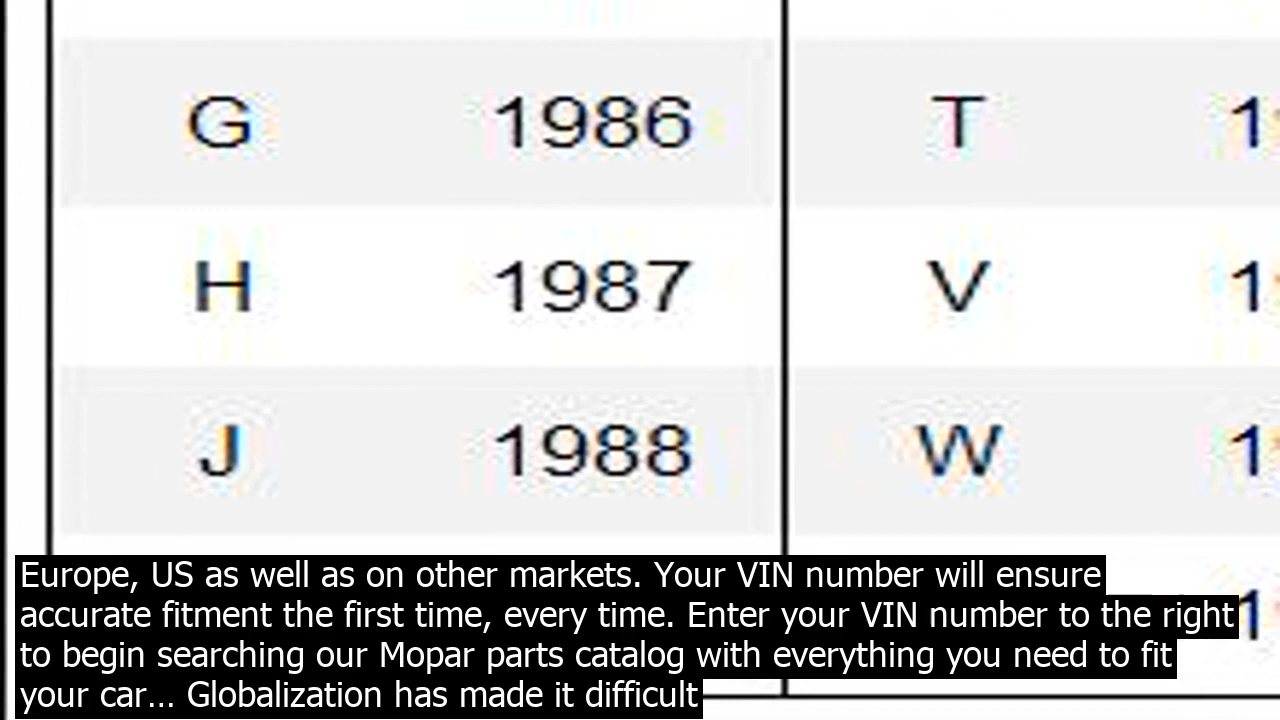 G 1986 T
H 1987 V
J 1988 W
Europe, US as well as on other markets. Your VIN number will ensure
accurate fitment the first time, every time. Enter your VIN number to the right
to begin searching our Mopar parts catalog with everything you need to fit
your car... Globalization has made it difficult